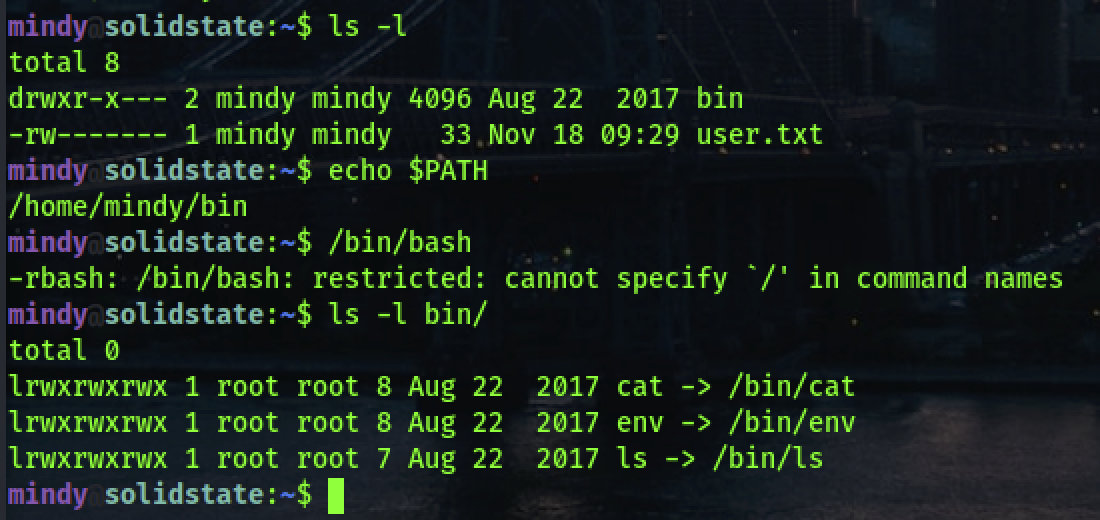 mindy@solidstate:~$ ls -l
total 8
drwxr-x--- 2 mindy mindy 4096 Aug 22  2017 bin
-rw------- 1 mindy mindy   33 Nov 18 09:29 user.txt
mindy@solidstate:~$ echo $PATH
/home/mindy/bin
mindy@solidstate:~$ /bin/bash
-rbash: /bin/bash: restricted: cannot specify `/' in command names
mindy@solidstate:~$ ls -l bin/
total 0
lrwxrwxrwx 1 root root 8 Aug 22  2017 cat -> /bin/cat
lrwxrwxrwx 1 root root 8 Aug 22  2017 env -> /bin/env
lrwxrwxrwx 1 root root 7 Aug 22  2017 ls -> /bin/ls
mindy@solidstate:~$